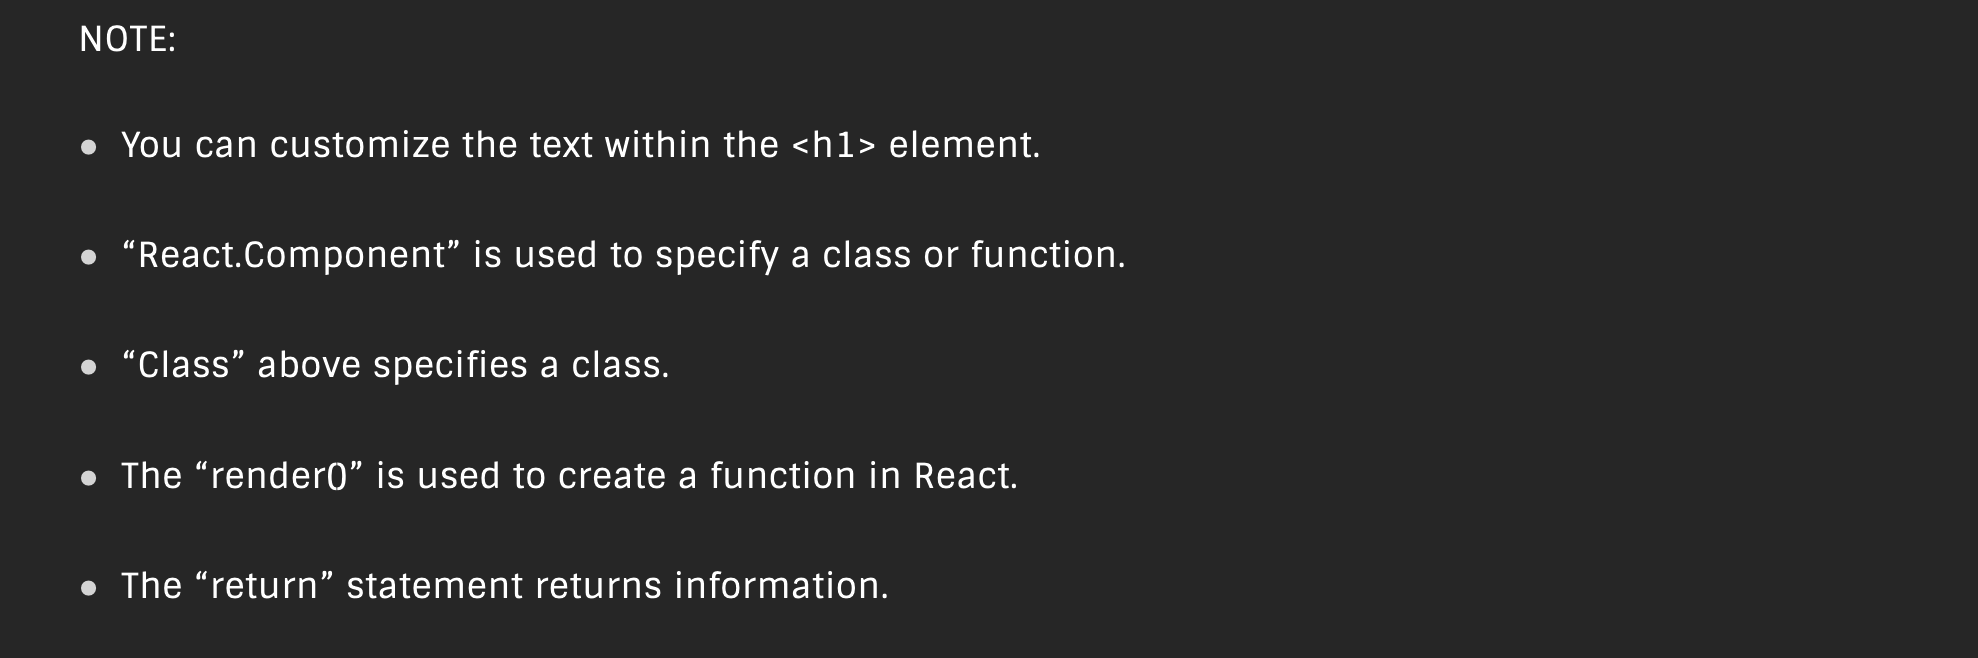 NOTE:
● You can customize the text within the <h1> element.
● “React.Component” is used to specify a class or function.
● “Class” above specifies a class.
● The “render()” is used to create a function in React.
● The “return” statement returns information.